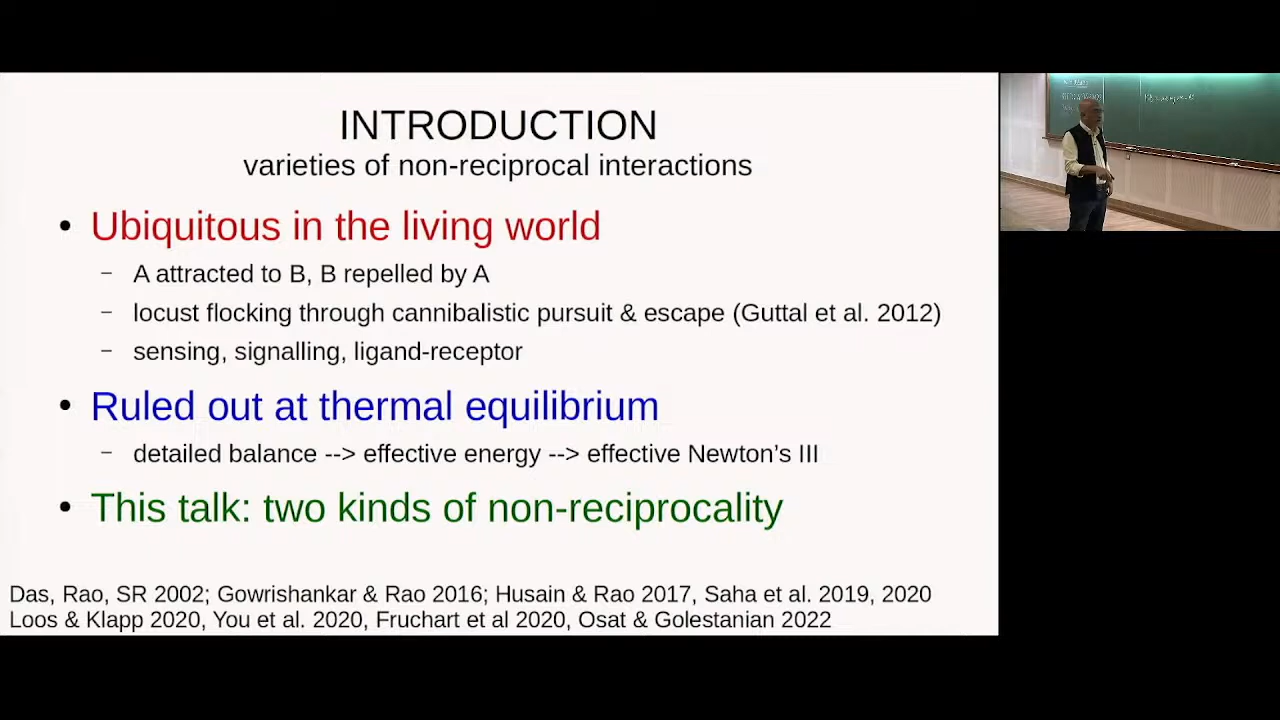 INTRODUCTION
varieties of non-reciprocal interactions
• Ubiquitous in the living world
– A attracted to B, B repelled by A
– locust flocking through cannibalistic pursuit & escape (Guttal et al. 2012)
– sensing, signalling, ligand-receptor
• Ruled out at thermal equilibrium
– detailed balance --> effective energy --> effective Newton’s III
• This talk: two kinds of non-reciprocality
Das, Rao, SR 2002; Gowrishankar & Rao 2016; Husain & Rao 2017, Saha et al. 2019, 2020
Loos & Klapp 2020, You et al. 2020, Fruchart et al 2020, Osat & Golestanian 2022